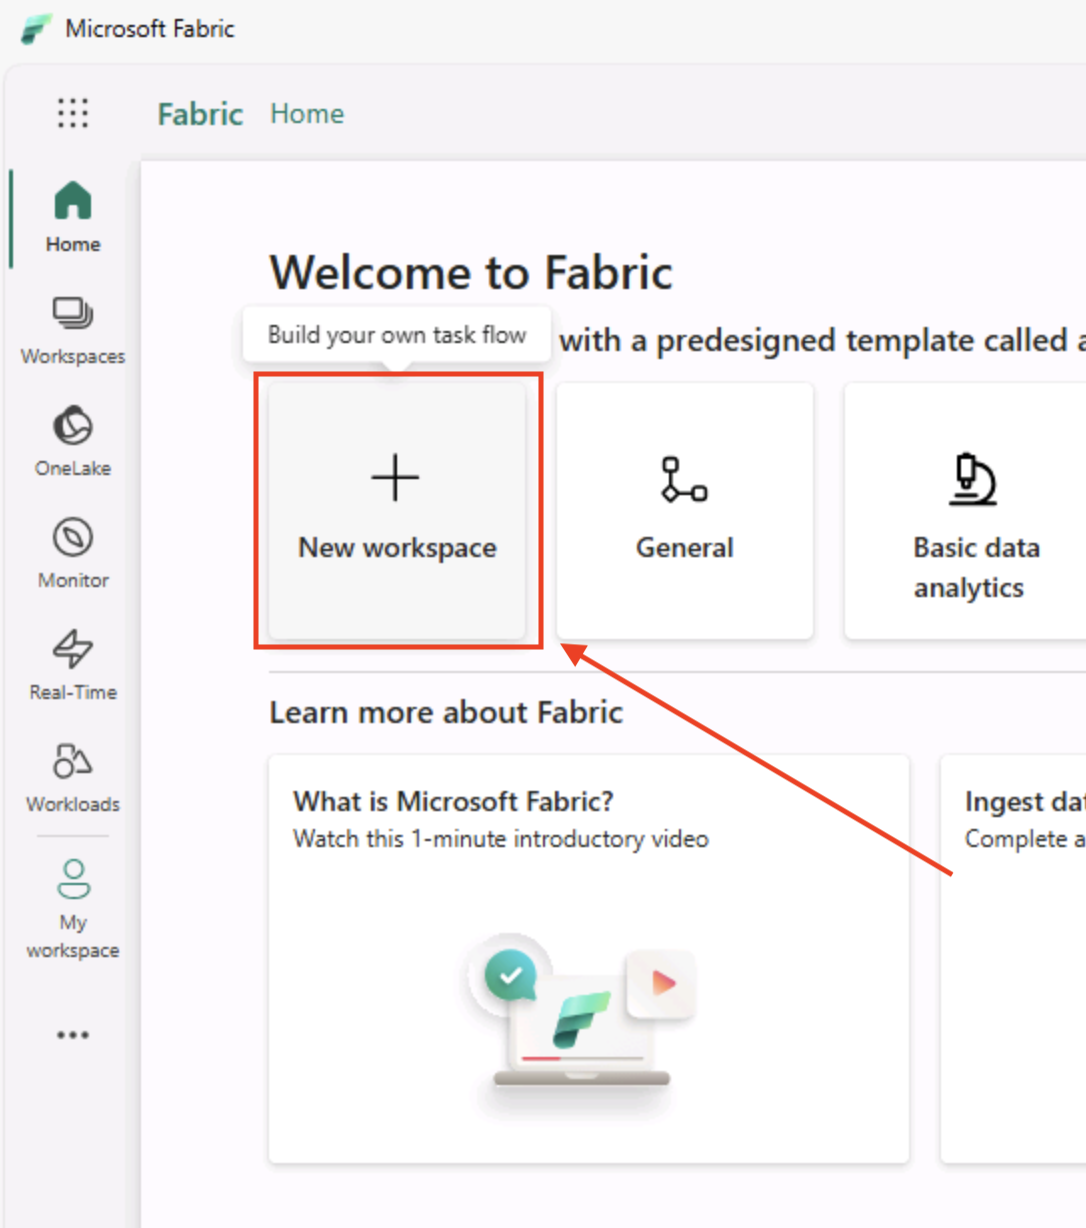 Microsoft Fabric
Fabric Home
Home
Workspaces
OneLake
Monitor
Real-Time
Workloads
My
workspace
Welcome to Fabric
Build your own task flow
with a predesigned template called
New workspace
General
Basic data
analytics
Learn more about Fabric
What is Microsoft Fabric?
Watch this 1-minute introductory video
Ingest
Complete a